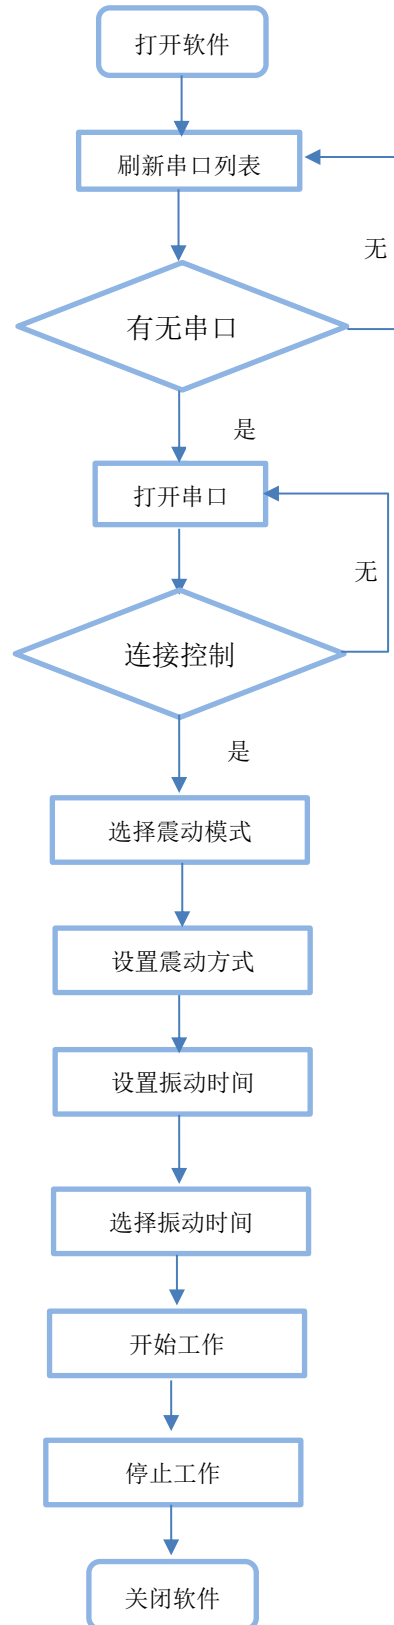 打开软件
刷新串口列表
无
有无串口
是
打开串口
无
连接控制
是
选择震动模式
设置震动方式
设置振动时间
选择振动时间
开始工作
停止工作
关闭软件